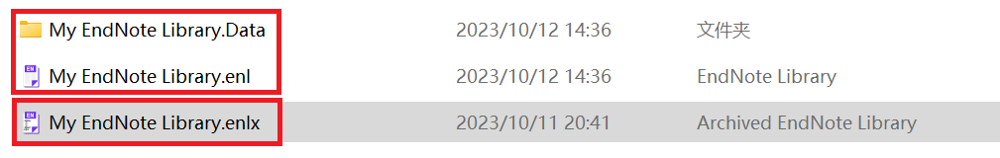 My EndNote Library.Data 2023/10/12 14:36 文件夹
My EndNote Library.enl 2023/10/12 14:36 EndNote Library
My EndNote Library.enlx 2023/10/11 20:41 Archived EndNote Library